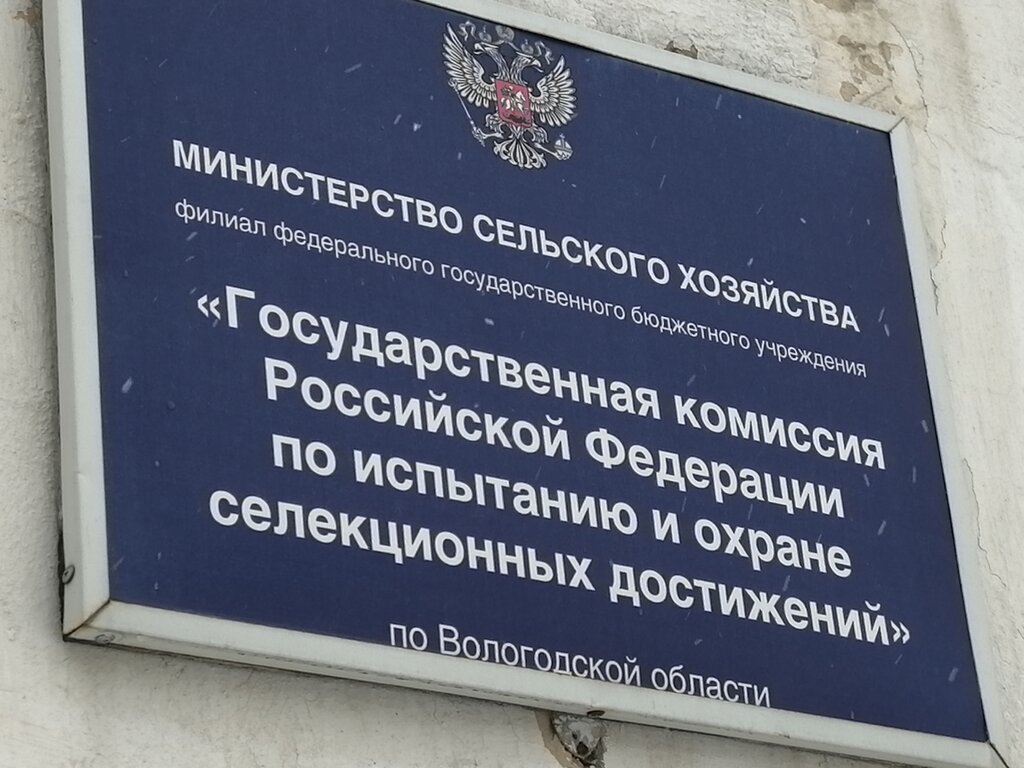 МИНИСТЕРСТВО СЕЛЬСКОГО ХОЗЯЙСТВА
филиал федерального государственного бюджетного учреждения
«Государственная комиссия
Российской Федерации
по испытанию и охране
селекционных достижений»
по Вологодской области